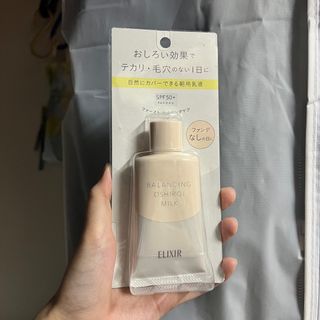 おしろい効果で
テカリ・毛穴のない1日に
自然にカバーできる朝用乳液
SPF50+
ファンデ
なしの日に
BALANCING
OSHIROI
MILK
ELIXIR